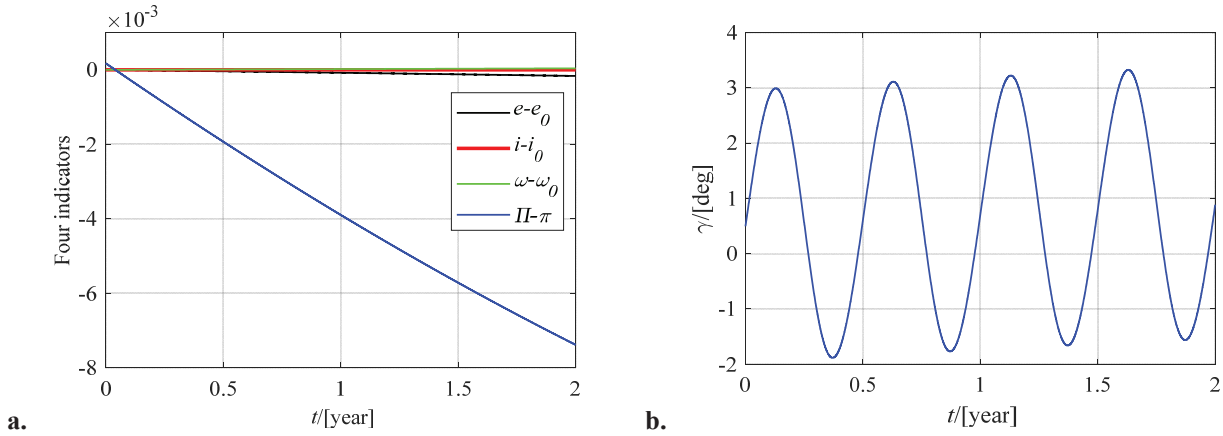 ×10⁻³
0
-2
-4
-6
-8
Four indicators
0
0.5
1
1.5
2
t/[year]
e-e₀
i-i₀
ω-ω₀
Π-π
a.
4
3
2
1
0
-1
-2
γ/[deg]
0
0.5
1
1.5
2
t/[year]
b.